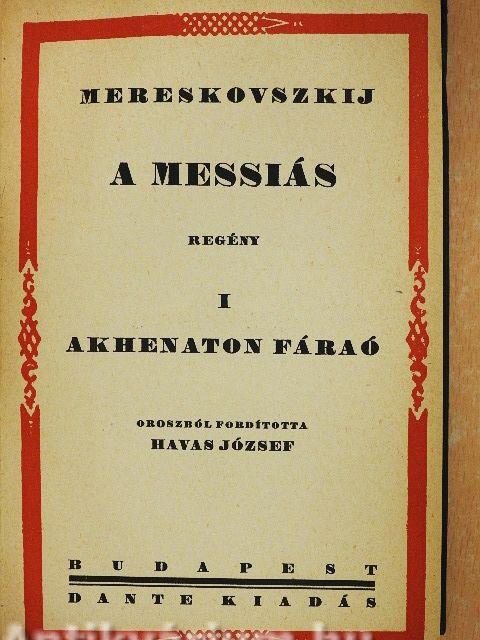 MERESKOVSZKIJ
A MESSIÁS
REGÉNY
I
AKHENATON FÁRAÓ
OROSZBÓL FORDÍTOTTA
HAVAS JÓZSEF
BUDAPEST
DANTE KIADÁS